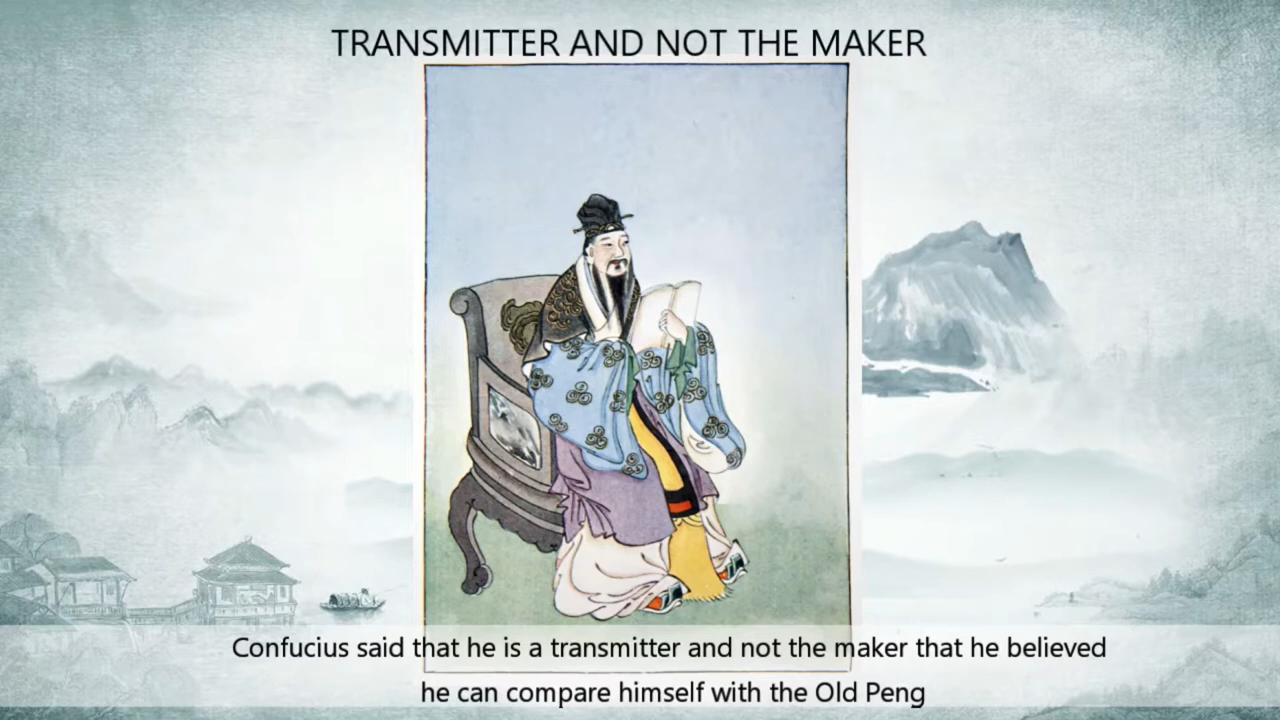 TRANSMITTER AND NOT THE MAKER
Confucius said that he is a transmitter and not the maker that he believed
he can compare himself with the Old Peng